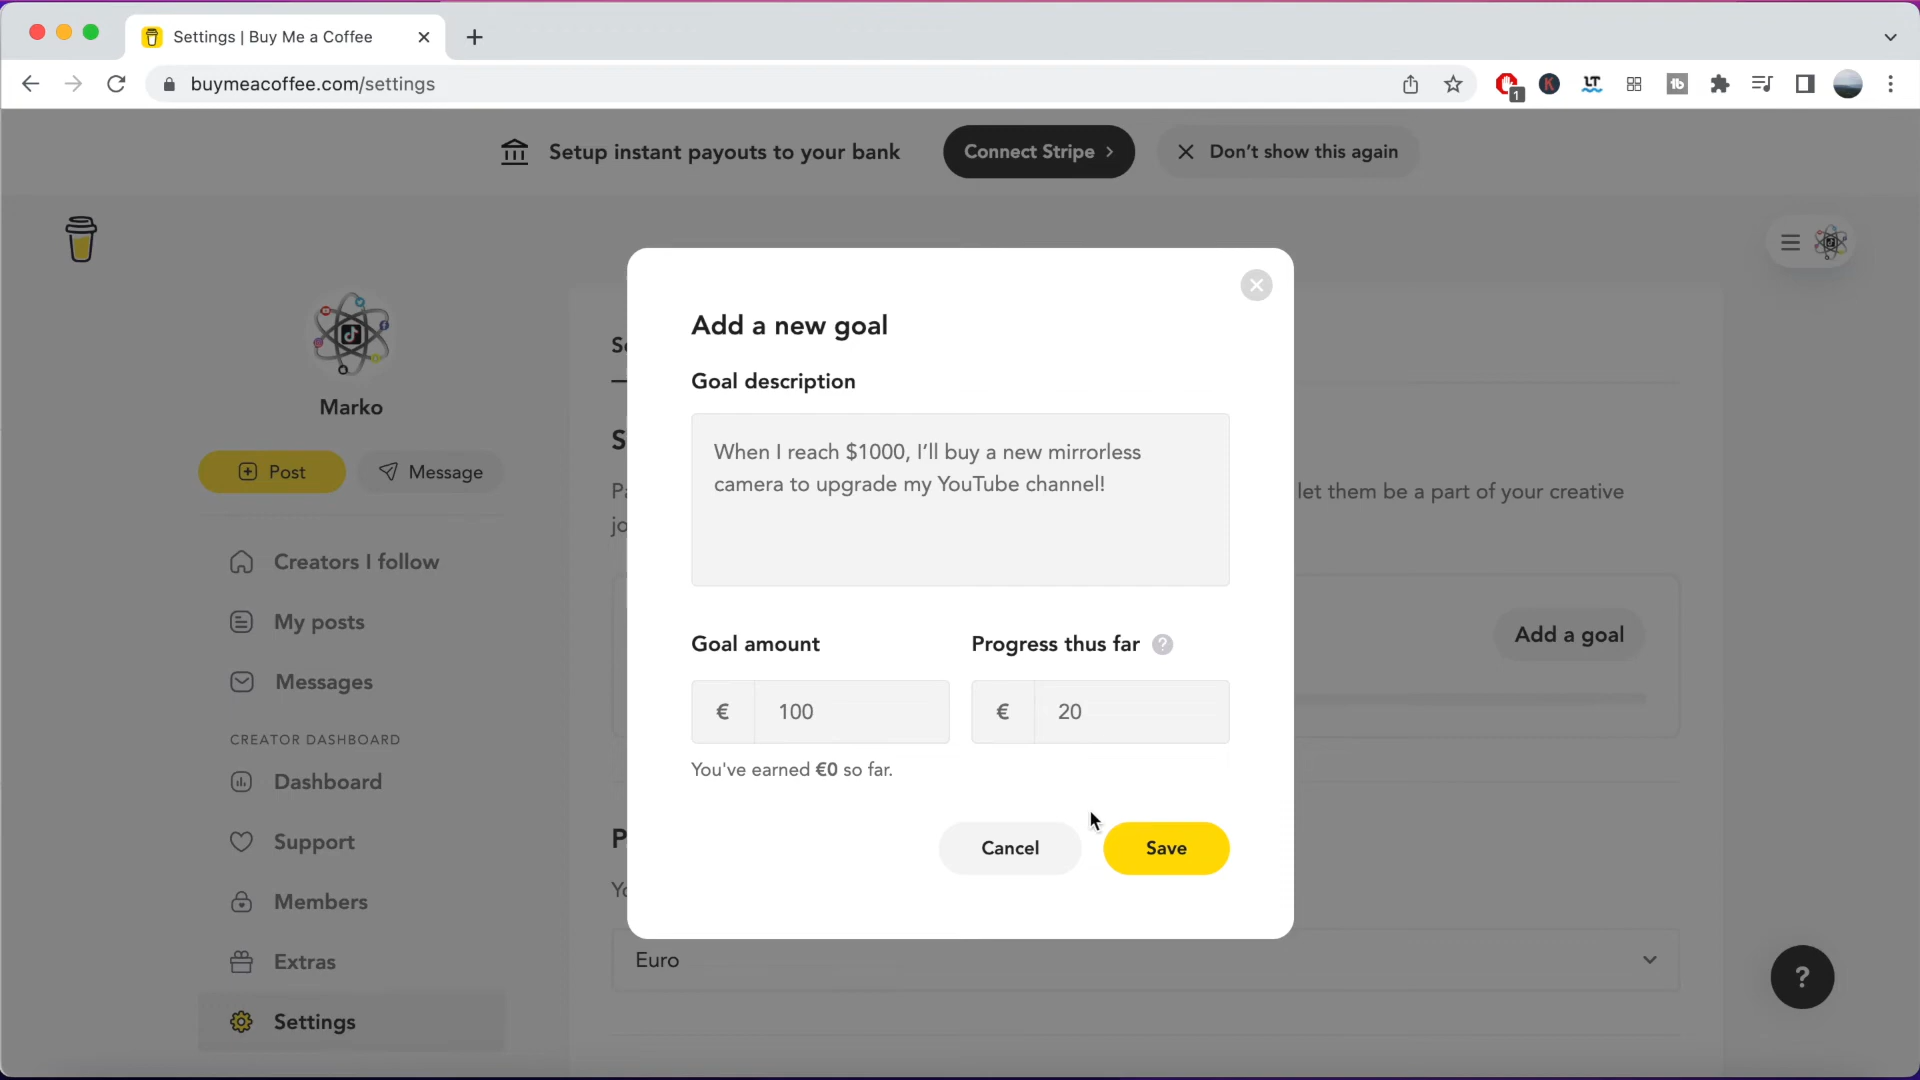 Settings | Buy Me a Coffee
buymeacoffee.com/settings
1
K
LT
tb
Setup instant payouts to your bank
Connect Stripe
Don't show this again
Marko
Post
Message
Creators I follow
My posts
Messages
CREATOR DASHBOARD
Dashboard
Support
Members
Extras
Settings
Add a new goal
Goal description
When I reach $1000, I'll buy a new mirrorless
camera to upgrade my YouTube channel!
let them be a part of your creative
Add a goal
Goal amount
Progress thus far ?
€ 100
€ 20
You've earned €0 so far.
Cancel
Save
Euro
?